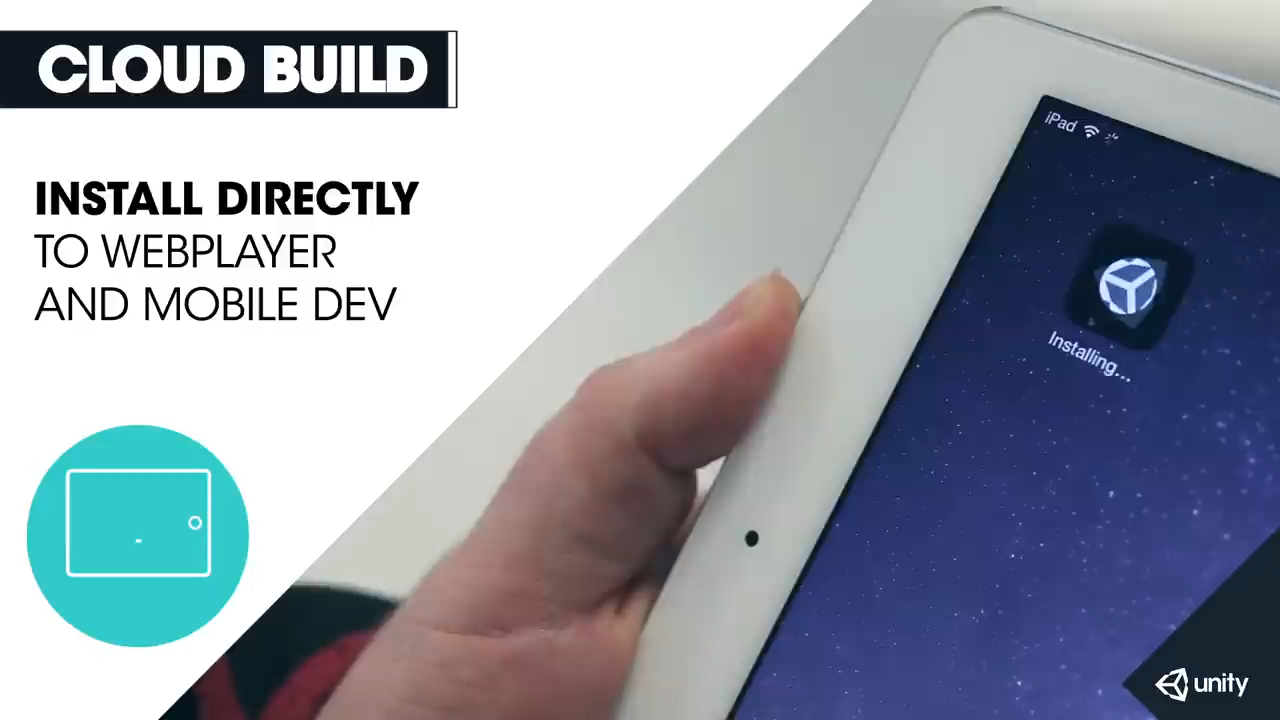 CLOUD BUILD
INSTALL DIRECTLY
TO WEBPLAYER
AND MOBILE DEV
iPad
Installing...
unity